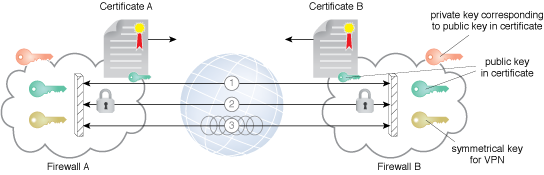 Certificate A
Certificate B
private key corresponding
to public key in certificate
public key
in certificate
1
2
3
symmetrical key
for VPN
Firewall A
Firewall B